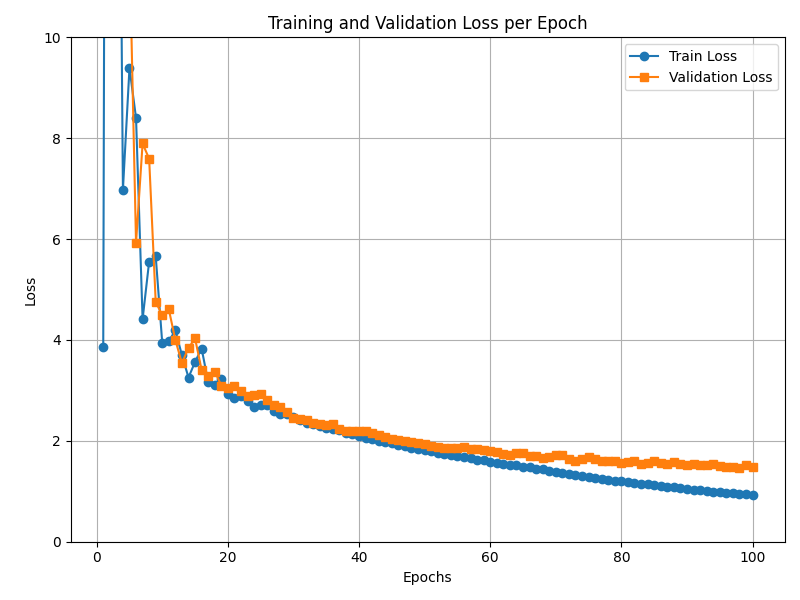 Training and Validation Loss per Epoch
Train Loss
Validation Loss
10
8
6
4
2
0
Loss
0 20 40 60 80 100
Epochs